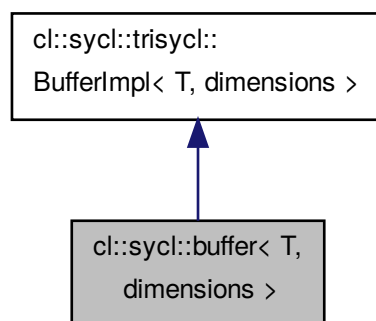 cl::sycl::trisycl::
BufferImpl< T, dimensions >
cl::sycl::buffer< T,
dimensions >